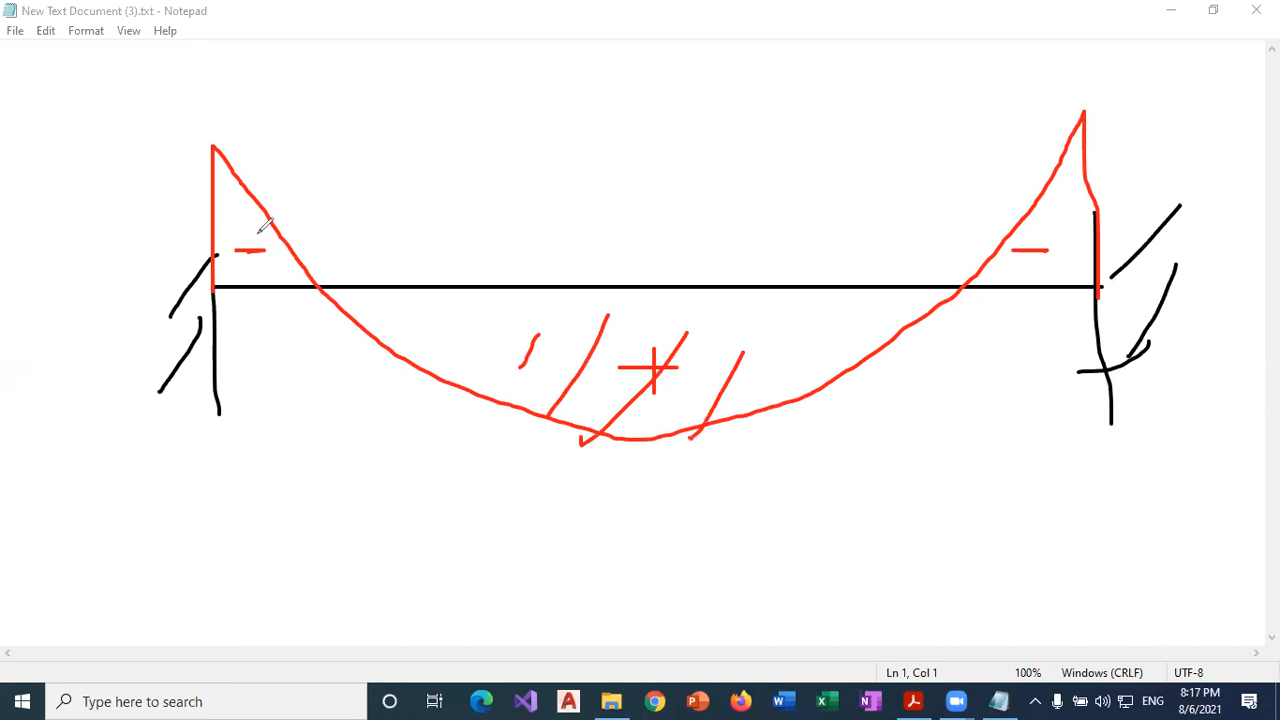 New Text Document (3).txt - Notepad
File Edit Format View Help
− −
+
Ln 1, Col 1 100% Windows (CRLF) UTF-8
Type here to search
ENG
8:17 PM
8/6/2021
3